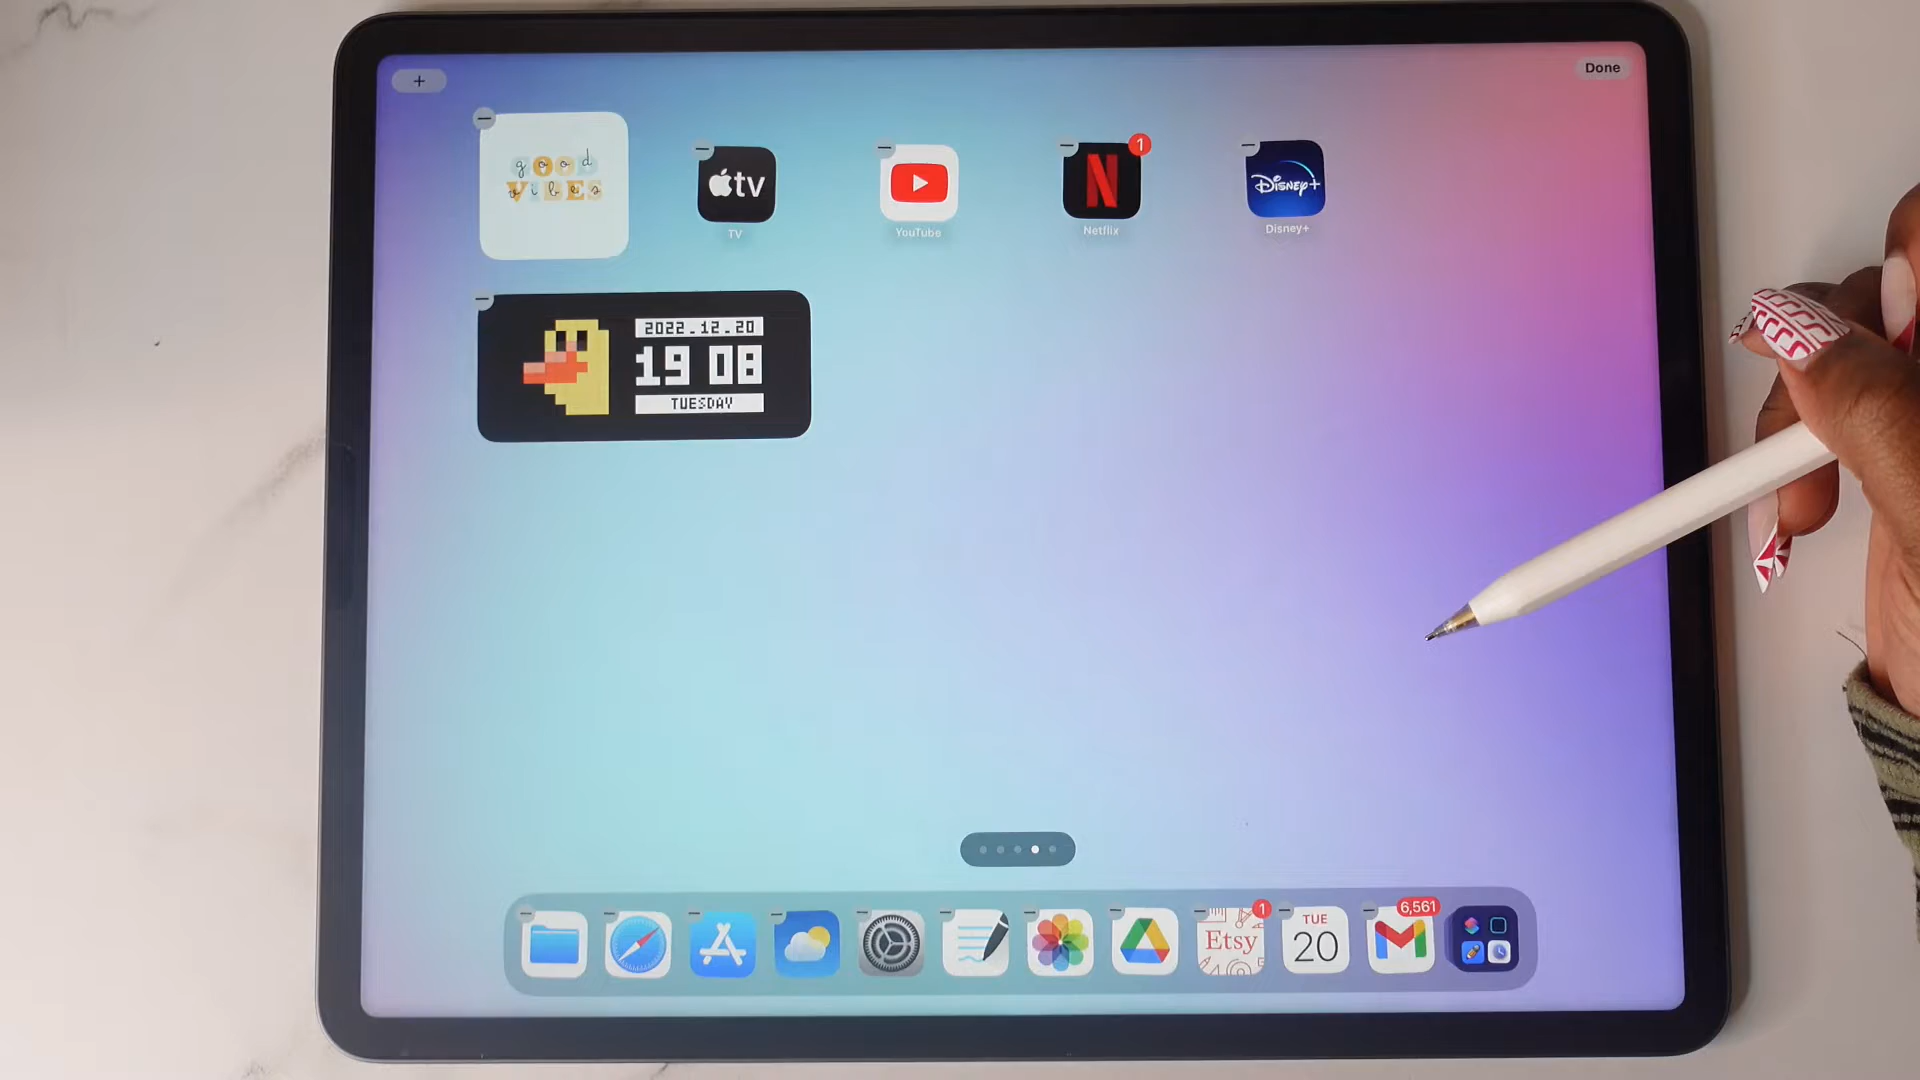 +
Done
good
vibes
VIBES
tv
TV
YouTube
N
1
Netflix
Disney+
Disney+
2022.12.20
19 08
TUESDAY
Etsy
1
TUE
20
6,561